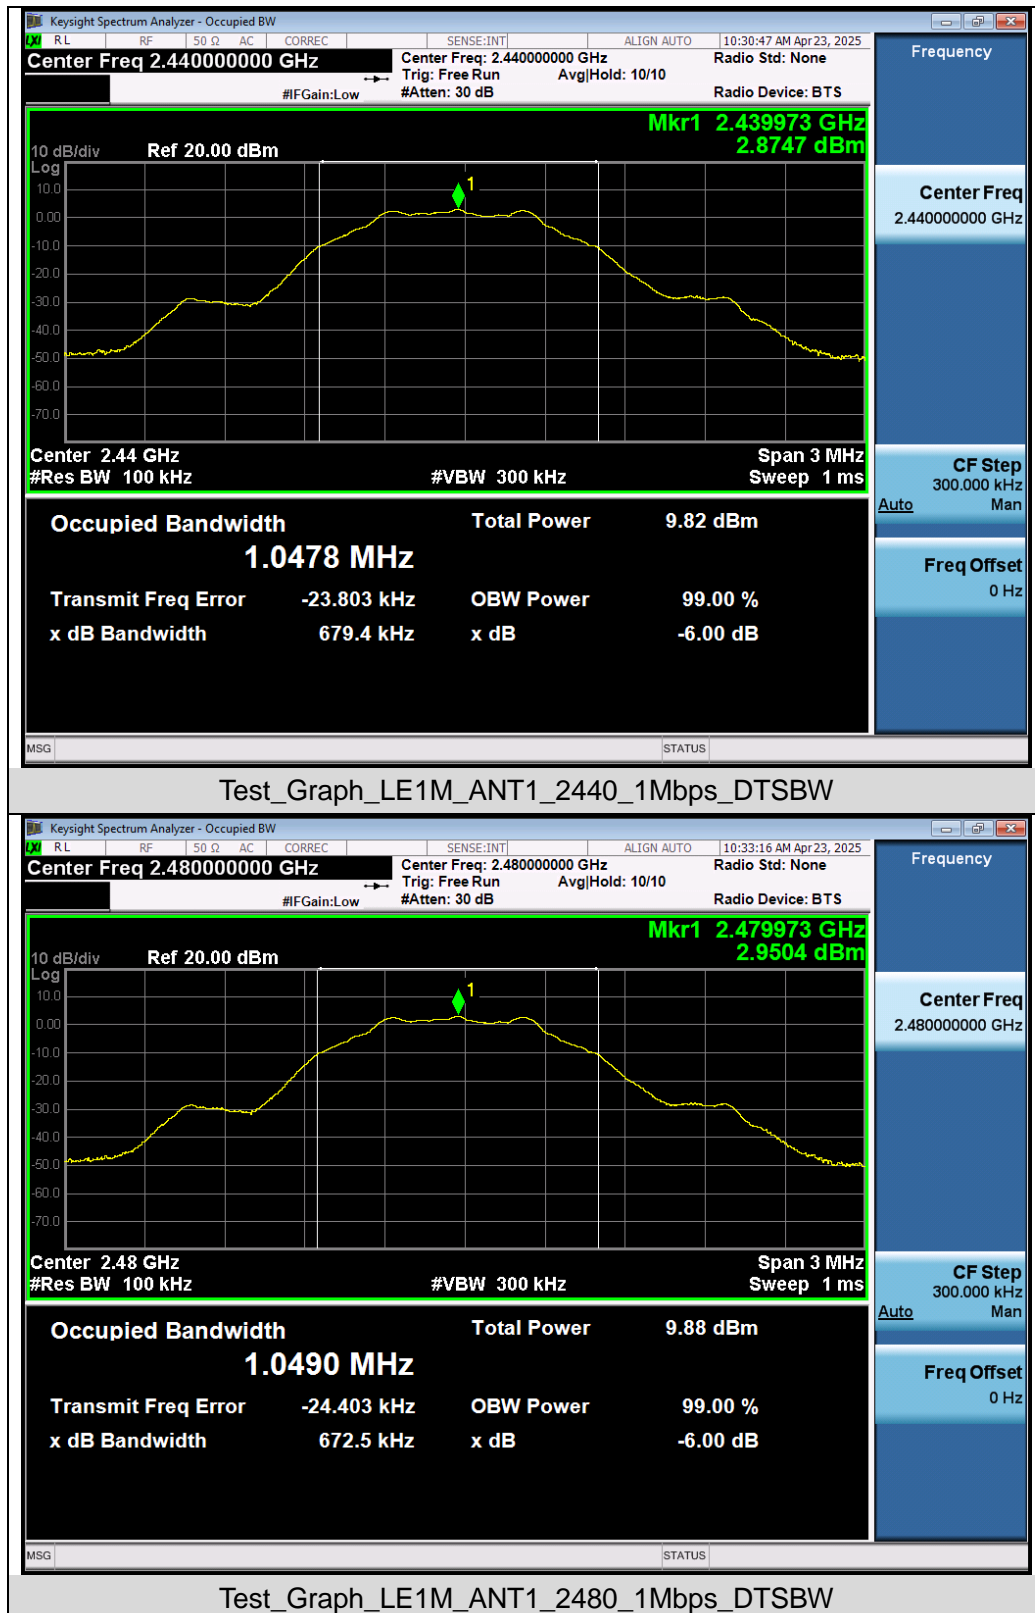 Keysight Spectrum Analyzer - Occupied BW
LXI RL RF 50 Ω AC CORREC SENSE:INT ALIGN AUTO 10:30:47 AM Apr 23, 2025
Center Freq 2.440000000 GHz
Center Freq: 2.440000000 GHz
Radio Std: None
Trig: Free Run Avg|Hold: 10/10
#IFGain:Low
#Atten: 30 dB
Radio Device: BTS
Mkr1 2.439973 GHz
2.8747 dBm
10 dB/div Ref 20.00 dBm
Log
10.0
0.00
-10.0
-20.0
-30.0
-40.0
-50.0
-60.0
-70.0
1
Center 2.44 GHz
Span 3 MHz
#Res BW 100 kHz #VBW 300 kHz Sweep 1 ms
Occupied Bandwidth
1.0478 MHz
Total Power 9.82 dBm
Transmit Freq Error -23.803 kHz OBW Power 99.00 %
x dB Bandwidth 679.4 kHz x dB -6.00 dB
MSG STATUS
Frequency
Center Freq
2.440000000 GHz
CF Step
300.000 kHz
Auto Man
Freq Offset
0 Hz
Test_Graph_LE1M_ANT1_2440_1Mbps_DTSBW
Keysight Spectrum Analyzer - Occupied BW
LXI RL RF 50 Ω AC CORREC SENSE:INT ALIGN AUTO 10:33:16 AM Apr 23, 2025
Center Freq 2.480000000 GHz
Center Freq: 2.480000000 GHz
Radio Std: None
Trig: Free Run Avg|Hold: 10/10
#IFGain:Low
#Atten: 30 dB
Radio Device: BTS
Mkr1 2.479973 GHz
2.9504 dBm
10 dB/div Ref 20.00 dBm
Log
10.0
0.00
-10.0
-20.0
-30.0
-40.0
-50.0
-60.0
-70.0
1
Center 2.48 GHz
Span 3 MHz
#Res BW 100 kHz #VBW 300 kHz Sweep 1 ms
Occupied Bandwidth
1.0490 MHz
Total Power 9.88 dBm
Transmit Freq Error -24.403 kHz OBW Power 99.00 %
x dB Bandwidth 672.5 kHz x dB -6.00 dB
MSG STATUS
Frequency
Center Freq
2.480000000 GHz
CF Step
300.000 kHz
Auto Man
Freq Offset
0 Hz
Test_Graph_LE1M_ANT1_2480_1Mbps_DTSBW